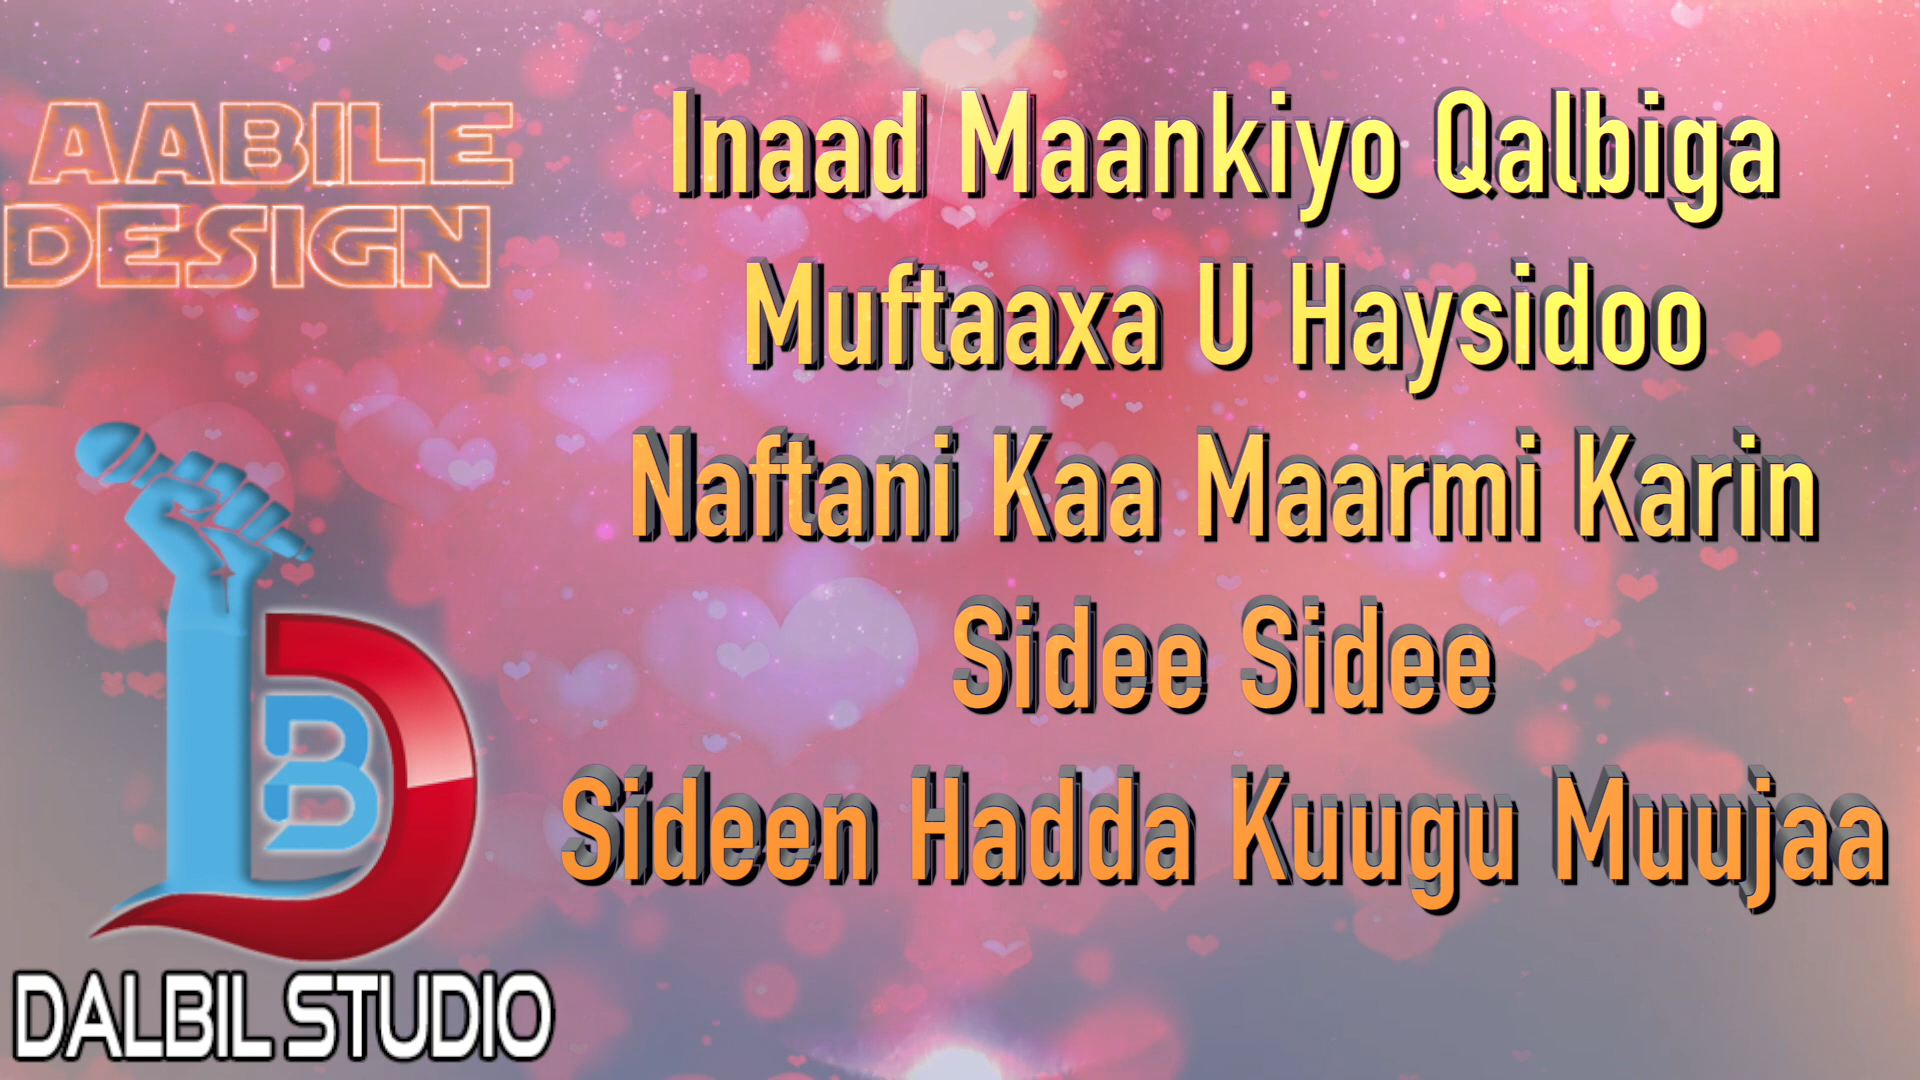 AABILE
DESIGN
Inaad Maankiyo Qalbiga
Muftaaxa U Haysidoo
Naftani Kaa Maarmi Karin
Sidee Sidee
Sideen Hadda Kuugu Muujaa
DB
DALBIL STUDIO